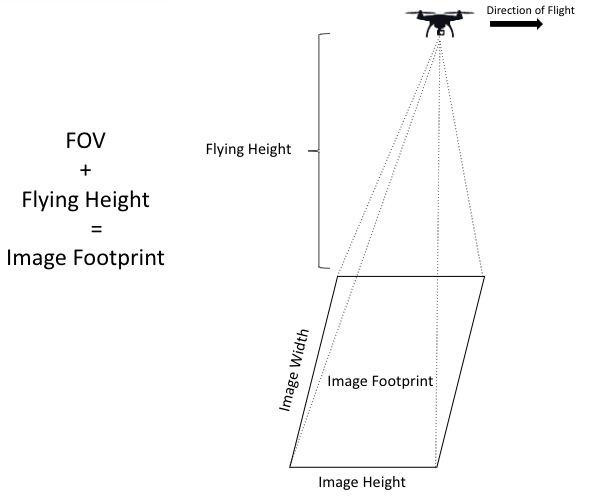 Direction of Flight
Flying Height
FOV
+
Flying Height
=
Image Footprint
Image Width
Image Footprint
Image Height